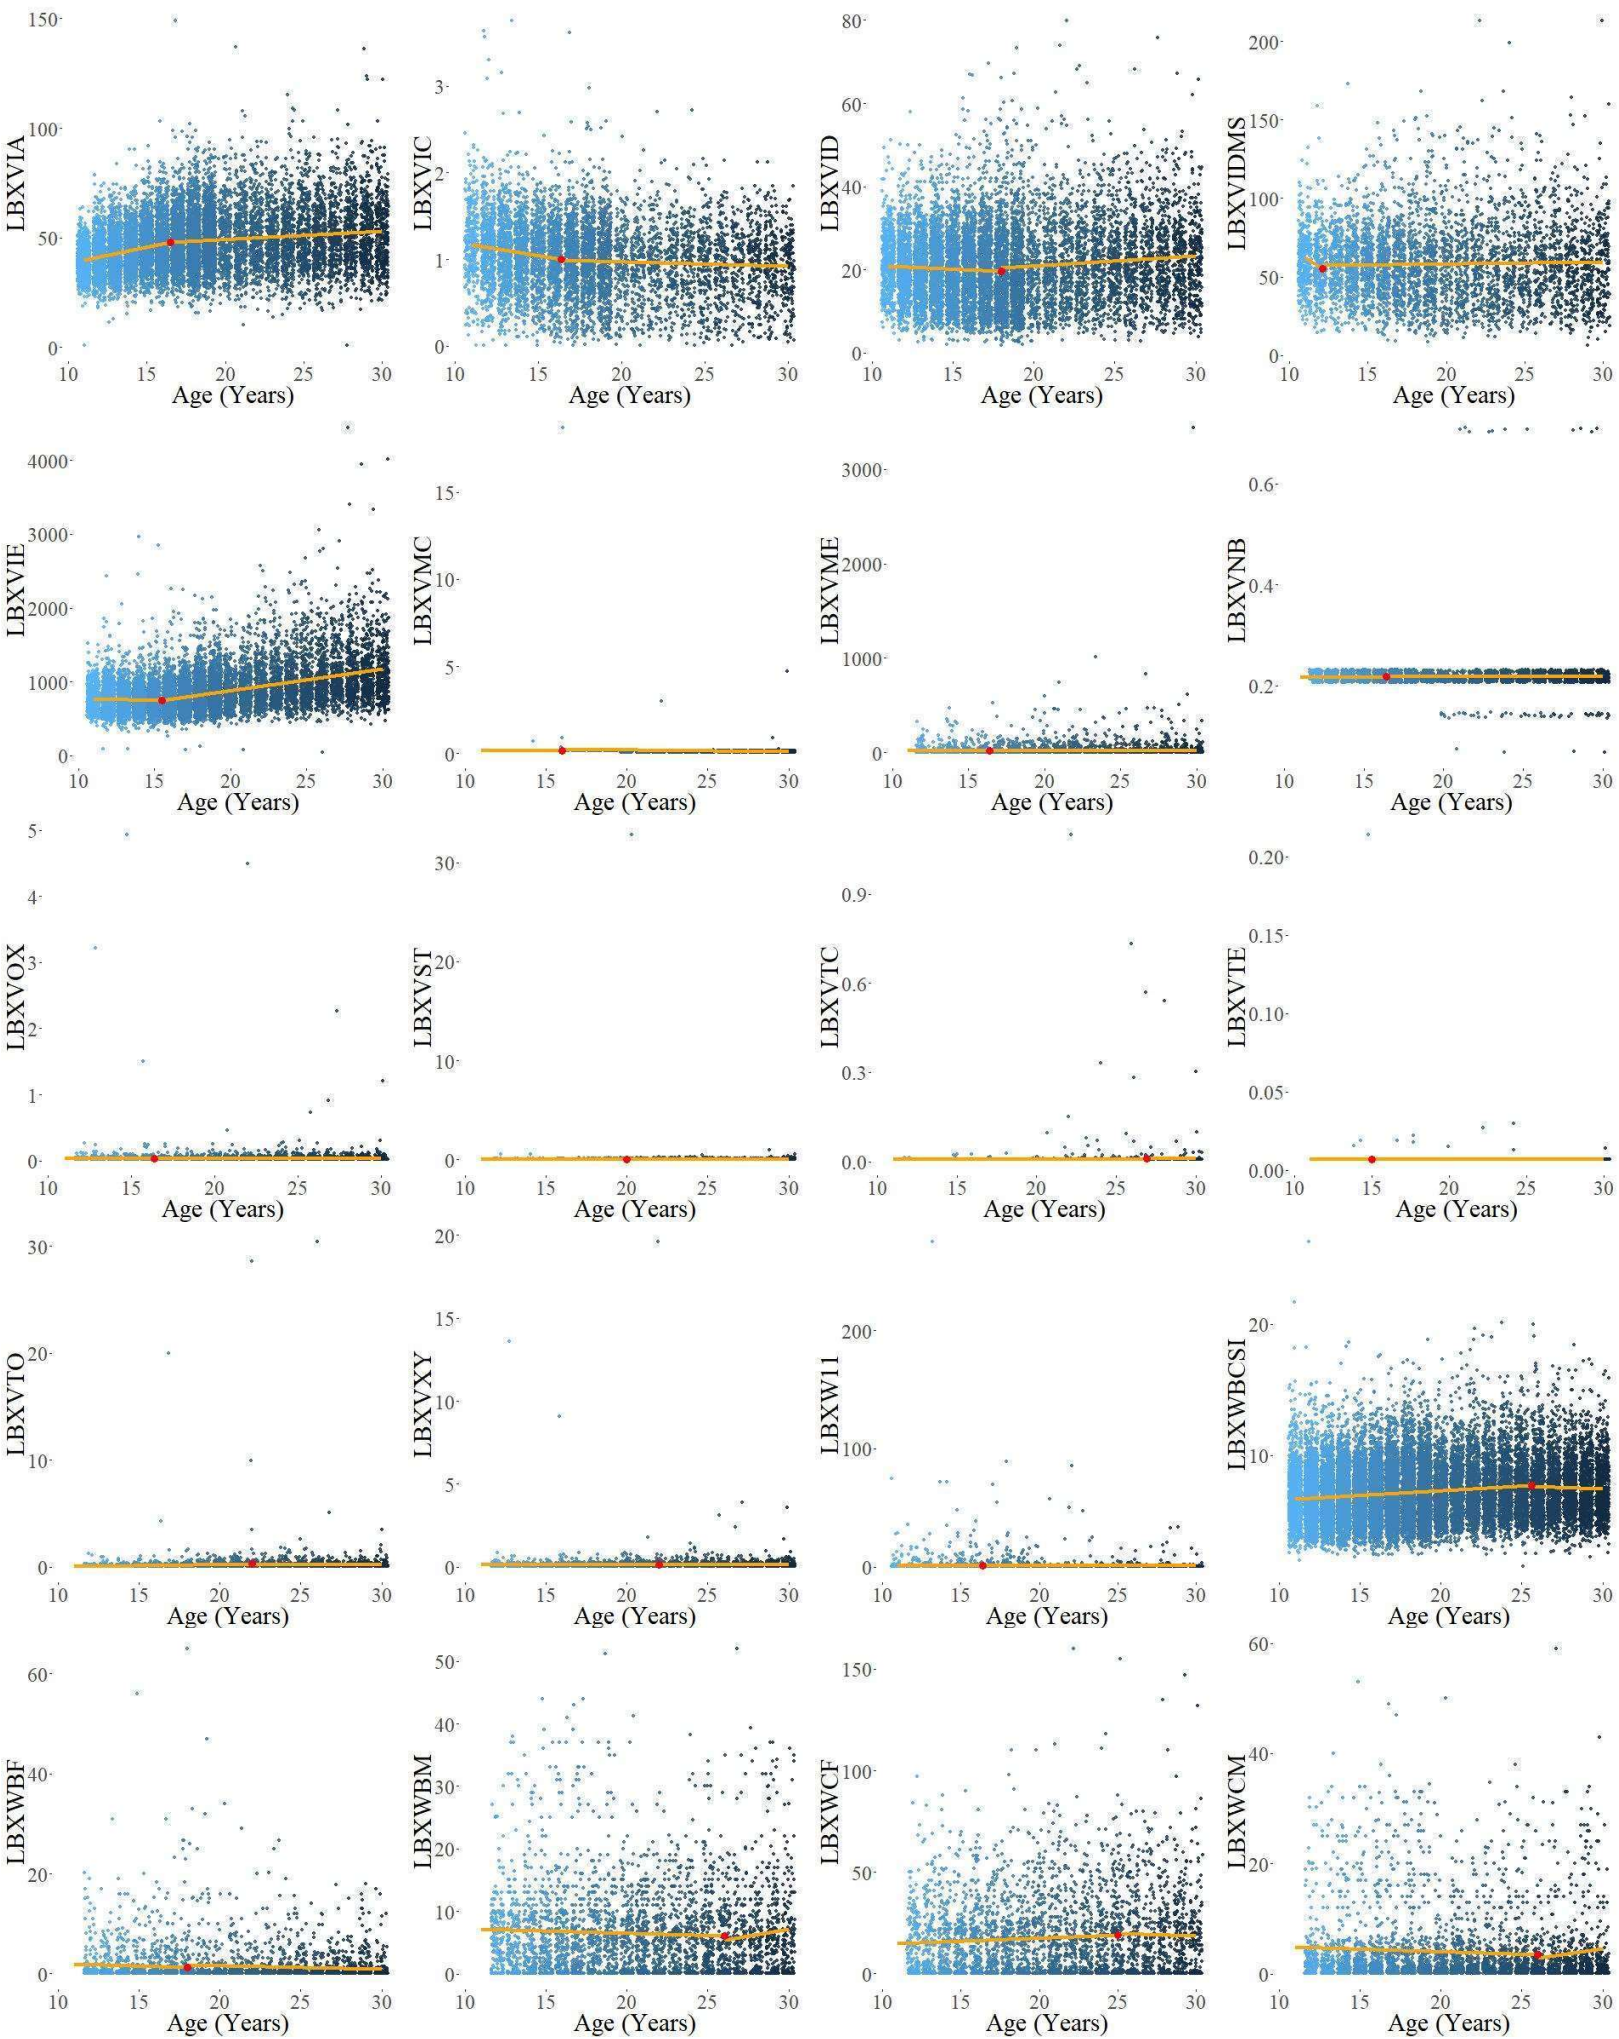 LBXVIA
150
100
50
0
10 15 20 25 30
Age (Years)
LBXVIC
3
2
1
0
10 15 20 25 30
Age (Years)
LBXVID
80
60
40
20
0
10 15 20 25 30
Age (Years)
LBXVIDMS
200
150
100
50
0
10 15 20 25 30
Age (Years)
LBXVIE
4000
3000
2000
1000
0
10 15 20 25 30
Age (Years)
LBXVMC
15
10
5
0
10 15 20 25 30
Age (Years)
LBXVME
3000
2000
1000
0
10 15 20 25 30
Age (Years)
LBXVNB
0.6
0.4
0.2
10 15 20 25 30
Age (Years)
LBXVOX
5
4
3
2
1
0
10 15 20 25 30
Age (Years)
LBXVST
30
20
10
0
10 15 20 25 30
Age (Years)
LBXVTC
0.9
0.6
0.3
0.0
10 15 20 25 30
Age (Years)
LBXVTE
0.20
0.15
0.10
0.05
0.00
10 15 20 25 30
Age (Years)
LBXVTO
30
20
10
0
10 15 20 25 30
Age (Years)
LBXVXY
20
15
10
5
0
10 15 20 25 30
Age (Years)
LBXW11
200
100
0
10 15 20 25 30
Age (Years)
LBXWBCSI
20
10
10 15 20 25 30
Age (Years)
LBXWBF
60
40
20
0
10 15 20 25 30
Age (Years)
LBXWBM
50
40
30
20
10
0
10 15 20 25 30
Age (Years)
LBXWCF
150
100
50
0
10 15 20 25 30
Age (Years)
LBXWCM
60
40
20
0
10 15 20 25 30
Age (Years)